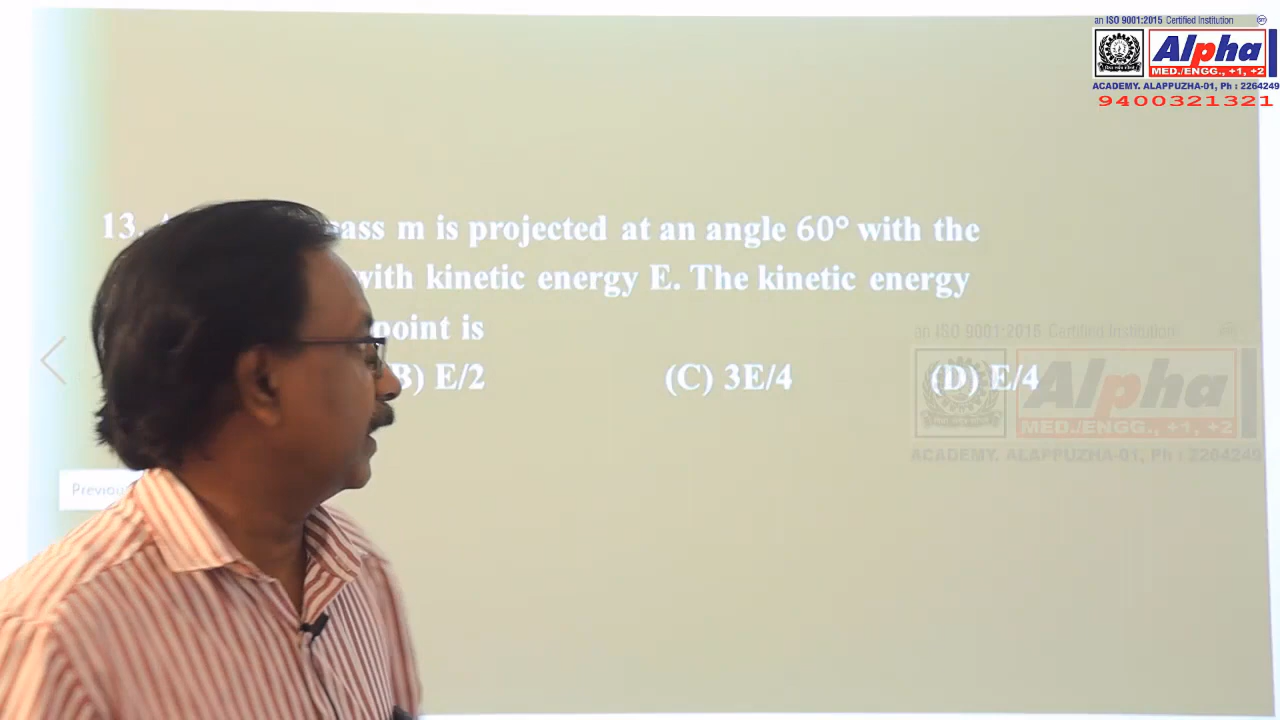 an ISO 9001:2015 Certified Institution
Alpha
MED./ENGG., +1, +2
ACADEMY. ALAPPUZHA-01, Ph : 2264249
9400321321
13. mass m is projected at an angle 60° with the
with kinetic energy E. The kinetic energy
point is
B) E/2 (C) 3E/4 (D) E/4
an ISO 9001:2015 Certified Institution
Alpha
MED./ENGG., +1, +2
ACADEMY. ALAPPUZHA-01, Ph : 2264249
Previou